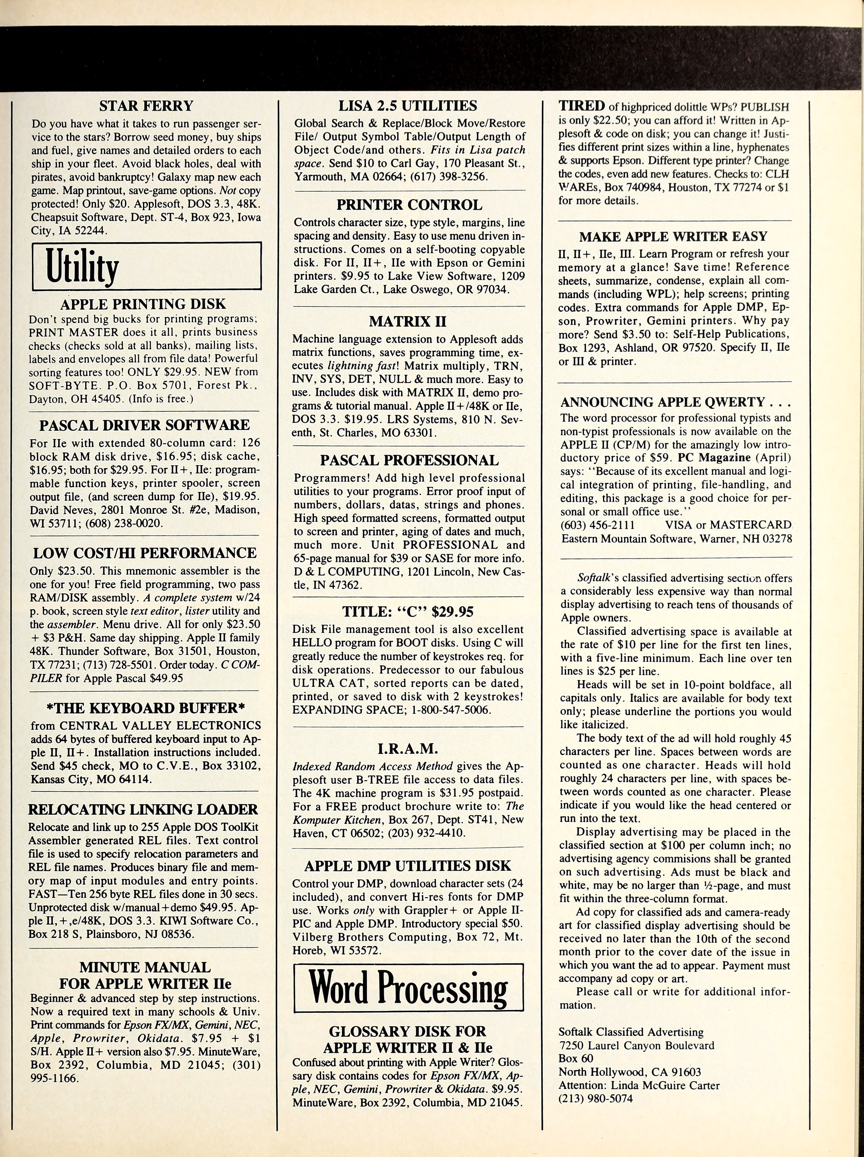 STAR FERRY
Do you have what it takes to run passenger ser-
vice to the stars? Borrow seed money, buy ships
and fuel, give names and detailed orders to each
ship in your fleet. Avoid black holes, deal with
pirates, avoid bankruptcy! Galaxy map new each
game. Map printout, save-game options. Not copy
protected! Only $20. Applesoft, DOS 3.3, 48K.
Cheapsuit Software, Dept. ST-4, Box 923, Iowa
City, IA 52244.
Utility
APPLE PRINTING DISK
Don't spend big bucks for printing programs;
PRINT MASTER does it all, prints business
checks (checks sold at all banks), mailing lists,
labels and envelopes all from file data! Powerful
sorting features too! ONLY $29.95. NEW from
SOFT-BYTE. P.O. Box 5701, Forest Pk.,
Dayton, OH 45405. (Info is free.)
PASCAL DRIVER SOFTWARE
For IIe with extended 80-column card: 126
block RAM disk drive, $16.95; disk cache,
$16.95; both for $29.95. For II+, IIe: program-
mable function keys, printer spooler, screen
output file, (and screen dump for IIe), $19.95.
David Neves, 2801 Monroe St. #2e, Madison,
WI 53711; (608) 238-0020.
LOW COST/HI PERFORMANCE
Only $23.50. This mnemonic assembler is the
one for you! Free field programming, two pass
RAM/DISK assembly. A complete system w/24
p. book, screen style text editor, lister utility and
the assembler. Menu drive. All for only $23.50
+ $3 P&H. Same day shipping. Apple II family
48K. Thunder Software, Box 31501, Houston,
TX 77231; (713) 728-5501. Order today. C COM-
PILER for Apple Pascal $49.95
*THE KEYBOARD BUFFER*
from CENTRAL VALLEY ELECTRONICS
adds 64 bytes of buffered keyboard input to Ap-
ple II, II+. Installation instructions included.
Send $45 check, MO to C.V.E., Box 33102,
Kansas City, MO 64114.
RELOCATING LINKING LOADER
Relocate and link up to 255 Apple DOS ToolKit
Assembler generated REL files. Text control
file is used to specify relocation parameters and
REL file names. Produces binary file and mem-
ory map of input modules and entry points.
FAST—Ten 256 byte REL files done in 30 secs.
Unprotected disk w/manual+demo $49.95. Ap-
ple II,+,e/48K, DOS 3.3. KIWI Software Co.,
Box 218 S, Plainsboro, NJ 08536.
MINUTE MANUAL
FOR APPLE WRITER IIe
Beginner & advanced step by step instructions.
Now a required text in many schools & Univ.
Print commands for Epson FX/MX, Gemini, NEC,
Apple, Prowriter, Okidata. $7.95 + $1
S/H. Apple II+ version also $7.95. MinuteWare,
Box 2392, Columbia, MD 21045; (301)
995-1166.
LISA 2.5 UTILITIES
Global Search & Replace/Block Move/Restore
File/ Output Symbol Table/Output Length of
Object Code/and others. Fits in Lisa patch
space. Send $10 to Carl Gay, 170 Pleasant St.,
Yarmouth, MA 02664; (617) 398-3256.
PRINTER CONTROL
Controls character size, type style, margins, line
spacing and density. Easy to use menu driven in-
structions. Comes on a self-booting copyable
disk. For II, II+, IIe with Epson or Gemini
printers. $9.95 to Lake View Software, 1209
Lake Garden Ct., Lake Oswego, OR 97034.
MATRIX II
Machine language extension to Applesoft adds
matrix functions, saves programming time, ex-
ecutes lightning fast! Matrix multiply, TRN,
INV, SYS, DET, NULL & much more. Easy to
use. Includes disk with MATRIX II, demo pro-
grams & tutorial manual. Apple II+/48K or IIe,
DOS 3.3. $19.95. LRS Systems, 810 N. Sev-
enth, St. Charles, MO 63301.
PASCAL PROFESSIONAL
Programmers! Add high level professional
utilities to your programs. Error proof input of
numbers, dollars, datas, strings and phones.
High speed formatted screens, formatted output
to screen and printer, aging of dates and much,
much more. Unit PROFESSIONAL and
65-page manual for $39 or SASE for more info.
D & L COMPUTING, 1201 Lincoln, New Cas-
tle, IN 47362.
TITLE: "C" $29.95
Disk File management tool is also excellent
HELLO program for BOOT disks. Using C will
greatly reduce the number of keystrokes req. for
disk operations. Predecessor to our fabulous
ULTRA CAT, sorted reports can be dated,
printed, or saved to disk with 2 keystrokes!
EXPANDING SPACE; 1-800-547-5006.
I.R.A.M.
Indexed Random Access Method gives the Ap-
plesoft user B-TREE file access to data files.
The 4K machine program is $31.95 postpaid.
For a FREE product brochure write to: The
Komputer Kitchen, Box 267, Dept. ST41, New
Haven, CT 06502; (203) 932-4410.
APPLE DMP UTILITIES DISK
Control your DMP, download character sets (24
included), and convert Hi-res fonts for DMP
use. Works only with Grappler+ or Apple II-
PIC and Apple DMP. Introductory special $50.
Vilberg Brothers Computing, Box 72, Mt.
Horeb, WI 53572.
Word Processing
GLOSSARY DISK FOR
APPLE WRITER II & IIe
Confused about printing with Apple Writer? Glos-
sary disk contains codes for Epson FX/MX, Ap-
ple, NEC, Gemini, Prowriter & Okidata. $9.95.
MinuteWare, Box 2392, Columbia, MD 21045.
TIRED of highpriced dolittle WPs? PUBLISH
is only $22.50; you can afford it! Written in Ap-
plesoft & code on disk; you can change it! Justi-
fies different print sizes within a line, hyphenates
& supports Epson. Different type printer? Change
the codes, even add new features. Checks to: CLH
WAREs, Box 740984, Houston, TX 77274 or $1
for more details.
MAKE APPLE WRITER EASY
II, II+, IIe, III. Learn Program or refresh your
memory at a glance! Save time! Reference
sheets, summarize, condense, explain all com-
mands (including WPL); help screens; printing
codes. Extra commands for Apple DMP, Ep-
son, Prowriter, Gemini printers. Why pay
more? Send $3.50 to: Self-Help Publications,
Box 1293, Ashland, OR 97520. Specify II, IIe
or III & printer.
ANNOUNCING APPLE QWERTY . . .
The word processor for professional typists and
non-typist professionals is now available on the
APPLE II (CP/M) for the amazingly low intro-
ductory price of $59. PC Magazine (April)
says: "Because of its excellent manual and logi-
cal integration of printing, file-handling, and
editing, this package is a good choice for per-
sonal or small office use."
(603) 456-2111 VISA or MASTERCARD
Eastern Mountain Software, Warner, NH 03278
Softalk's classified advertising section offers
a considerably less expensive way than normal
display advertising to reach tens of thousands of
Apple owners.
Classified advertising space is available at
the rate of $10 per line for the first ten lines,
with a five-line minimum. Each line over ten
lines is $25 per line.
Heads will be set in 10-point boldface, all
capitals only. Italics are available for body text
only; please underline the portions you would
like italicized.
The body text of the ad will hold roughly 45
characters per line. Spaces between words are
counted as one character. Heads will hold
roughly 24 characters per line, with spaces be-
tween words counted as one character. Please
indicate if you would like the head centered or
run into the text.
Display advertising may be placed in the
classified section at $100 per column inch; no
advertising agency commisions shall be granted
on such advertising. Ads must be black and
white, may be no larger than ½-page, and must
fit within the three-column format.
Ad copy for classified ads and camera-ready
art for classified display advertising should be
received no later than the 10th of the second
month prior to the cover date of the issue in
which you want the ad to appear. Payment must
accompany ad copy or art.
Please call or write for additional infor-
mation.
Softalk Classified Advertising
7250 Laurel Canyon Boulevard
Box 60
North Hollywood, CA 91603
Attention: Linda McGuire Carter
(213) 980-5074